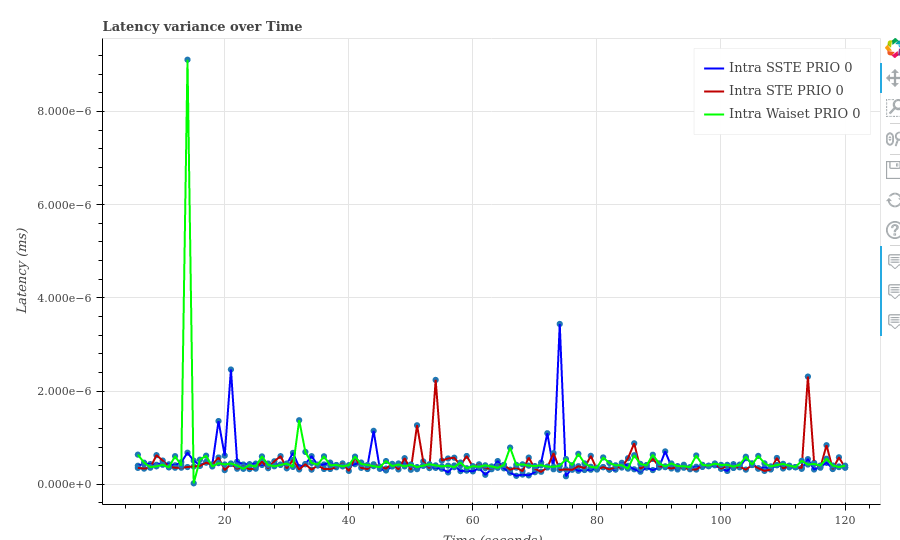 Latency variance over Time
Intra SSTE PRIO 0
Intra STE PRIO 0
Intra Waiset PRIO 0
8.000e-6
6.000e-6
4.000e-6
2.000e-6
0.000e+0
Latency (ms)
20 40 60 80 100 120
Time (seconds)